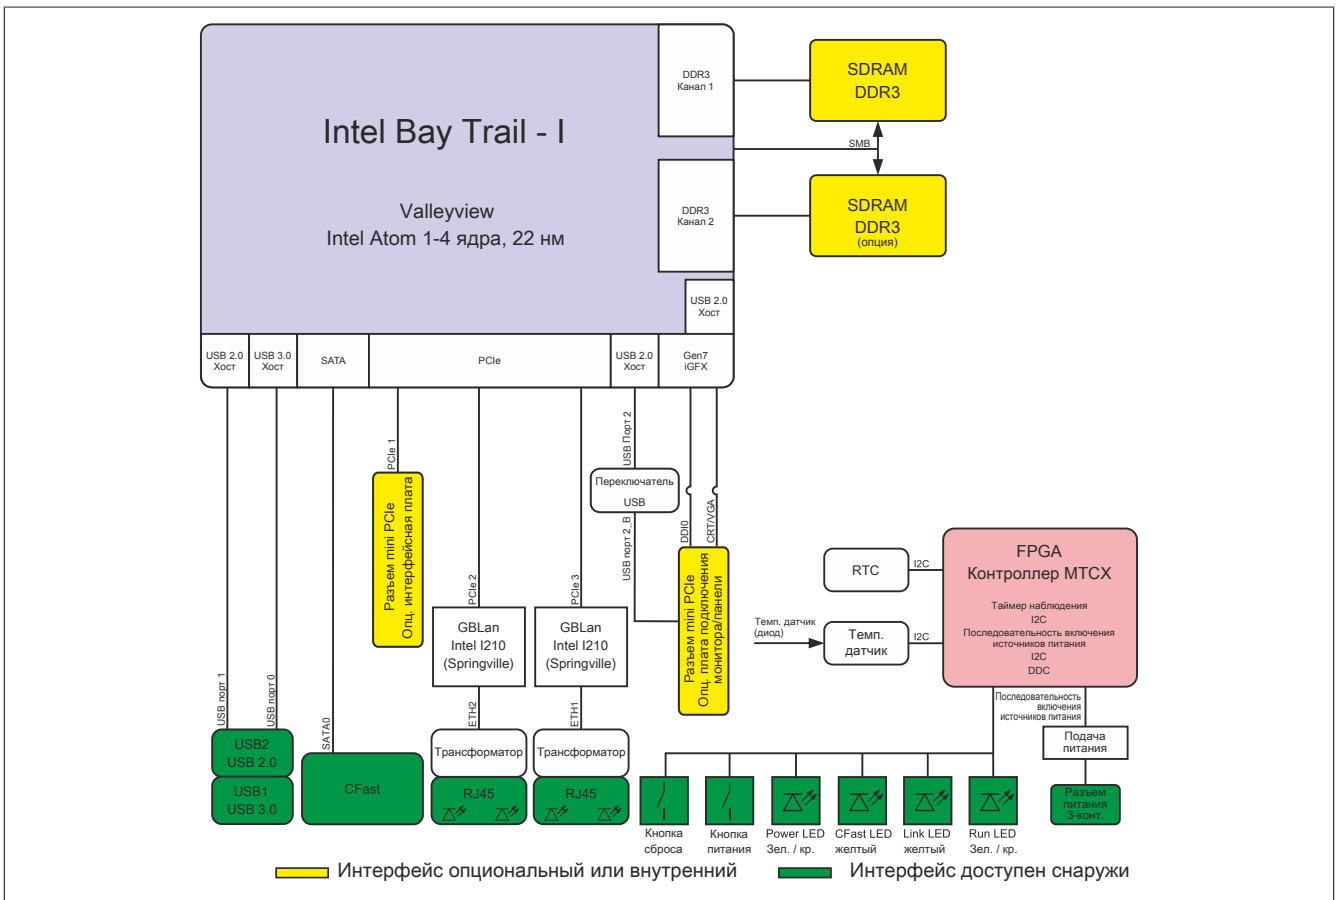 Intel Bay Trail - I
Valleyview
Intel Atom 1-4 ядра, 22 нм
DDR3
Канал 1
DDR3
Канал 2
USB 2.0
Хост
SDRAM
DDR3
SMB
SDRAM
DDR3
(опция)
USB 2.0
Хост
USB 3.0
Хост
SATA
PCIe
USB 2.0
Хост
Gen7
iGFX
USB порт 1
USB порт 0
SATA0
PCIe 1
PCIe 2
PCIe 3
USB Порт 2
Переключатель
USB
USB порт 2_B
DDI0
CRT/VGA
Разъем mini PCIe
Опц. интерфейсная плата
Разъем mini PCIe
Опц. плата подключения
монитора/панели
GBLan
Intel I210
(Springville)
GBLan
Intel I210
(Springville)
ETH2
ETH1
Трансформатор
Трансформатор
RJ45
RJ45
USB2
USB 2.0
USB1
USB 3.0
CFast
RTC
I2C
Темп. датчик
(диод)
Темп.
датчик
I2C
FPGA
Контроллер MTCX
Таймер наблюдения
I2C
Последовательность включения
источников питания
I2C
DDC
Последовательность
включения
источников питания
Подача
питания
Разъем
питания
3-конт.
Кнопка
сброса
Кнопка
питания
Power LED
Зел. / кр.
CFast LED
желтый
Link LED
желтый
Run LED
Зел. / кр.
Интерфейс опциональный или внутренний
Интерфейс доступен снаружи